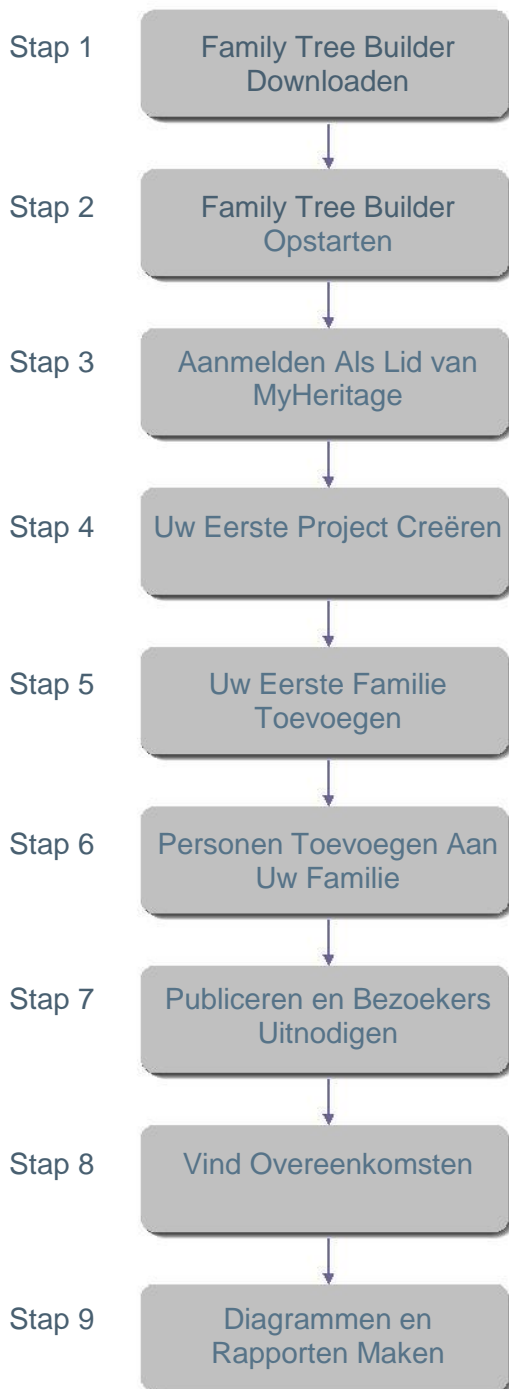 Stap 1
Family Tree Builder
Downloaden
Stap 2
Family Tree Builder
Opstarten
Stap 3
Aanmelden Als Lid van
MyHeritage
Stap 4
Uw Eerste Project Creëren
Stap 5
Uw Eerste Familie
Toevoegen
Stap 6
Personen Toevoegen Aan
Uw Familie
Stap 7
Publiceren en Bezoekers
Uitnodigen
Stap 8
Vind Overeenkomsten
Stap 9
Diagrammen en
Rapporten Maken